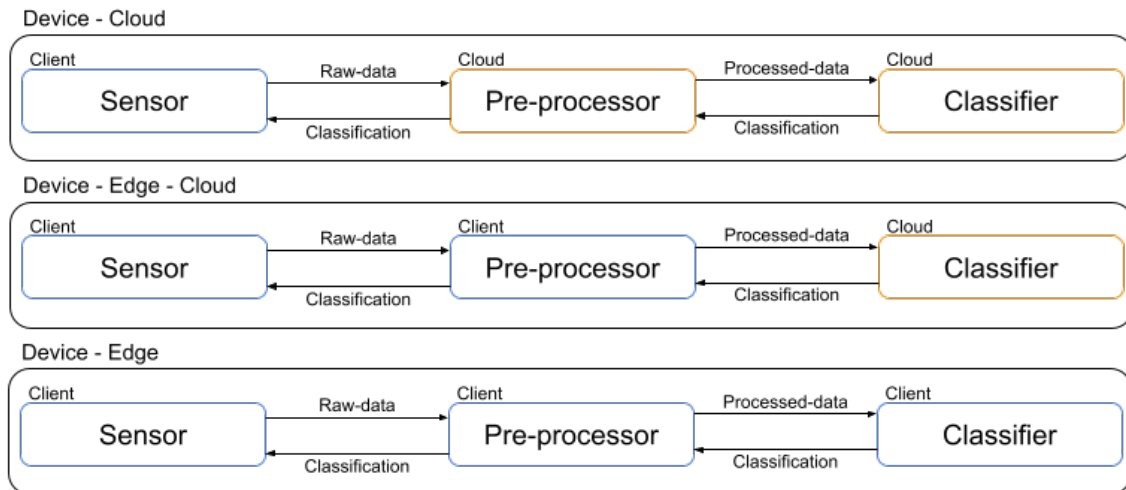 Device - Cloud
Client
Cloud
Cloud
Sensor
Raw-data
Classification
Pre-processor
Processed-data
Classification
Classifier
Device - Edge - Cloud
Client
Client
Cloud
Sensor
Raw-data
Classification
Pre-processor
Processed-data
Classification
Classifier
Device - Edge
Client
Client
Client
Sensor
Raw-data
Classification
Pre-processor
Processed-data
Classification
Classifier